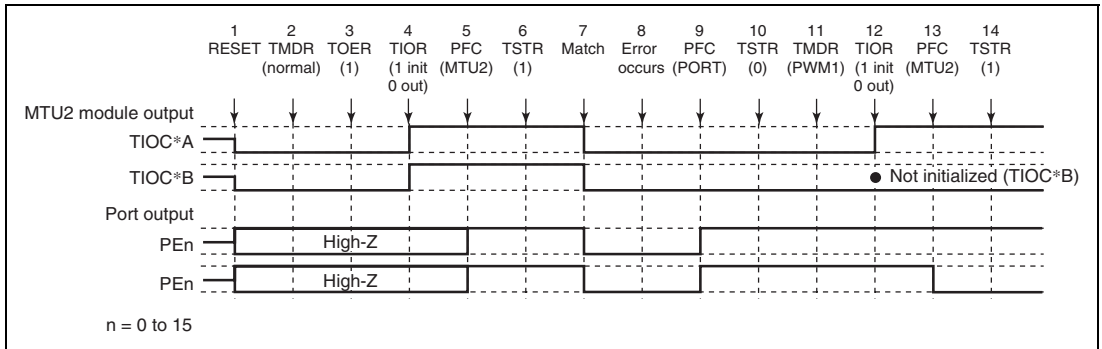 1 2 3 4 5 6 7 8 9 10 11 12 13 14
RESET TMDR TOER TIOR PFC TSTR Match Error PFC TSTR TMDR TIOR PFC TSTR
(normal) (1) (1 init (MTU2) (1) occurs (PORT) (0) (PWM1) (1 init (MTU2) (1)
0 out) 0 out)
MTU2 module output
TIOC*A
TIOC*B
Not initialized (TIOC*B)
Port output
PEn
High-Z
PEn
High-Z
n = 0 to 15